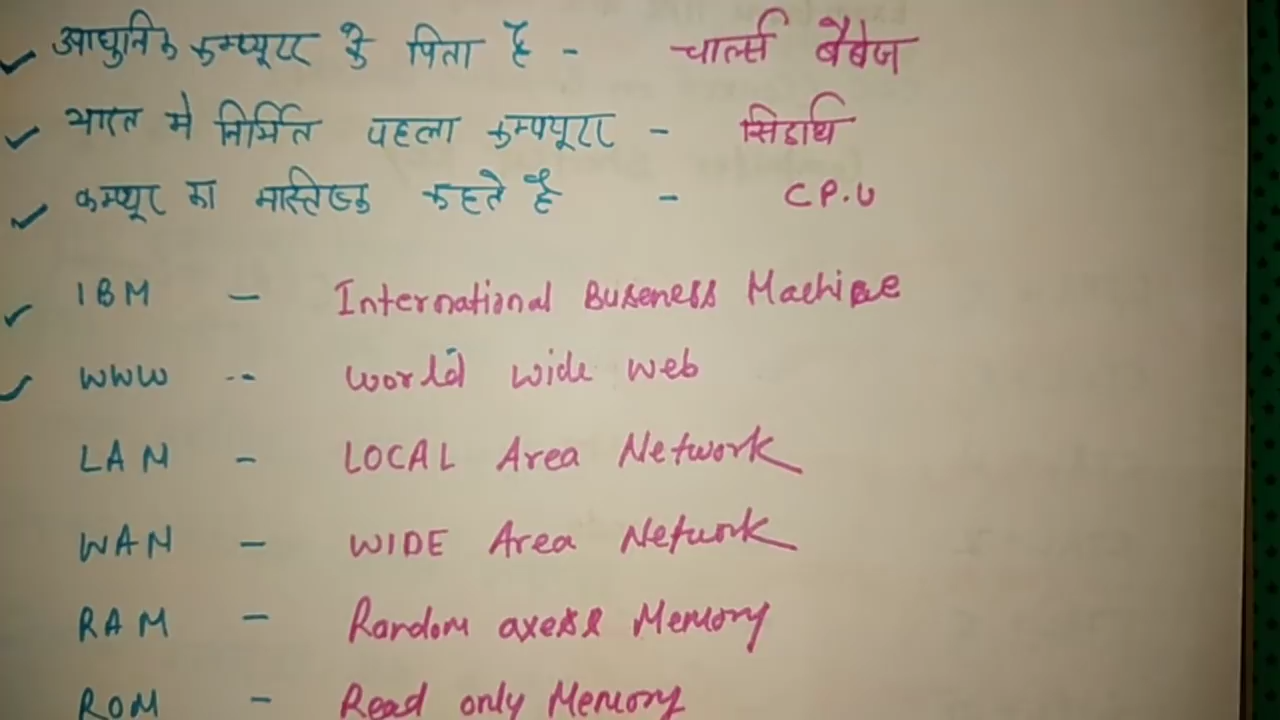 आधुनिक कम्प्यूटर के पिता है - चार्ल्स बैबेज
भारत मे निर्मित पहला कम्पयूटर - सिद्धार्थ
कम्प्यूटर का मास्तिष्क कहते है - C P.U
IBM - International Buseness Machine
WWW - World wide web
LAN - LOCAL Area Network
WAN - WIDE Area Network
RAM - Random axess Memory
ROM - Read only Memory